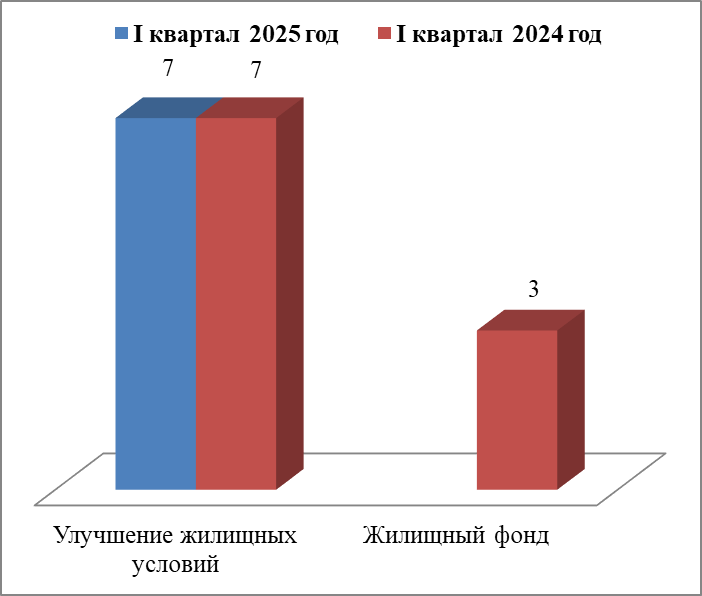 I квартал 2025 год I квартал 2024 год
7 7
3
Улучшение жилищных условий
Жилищный фонд